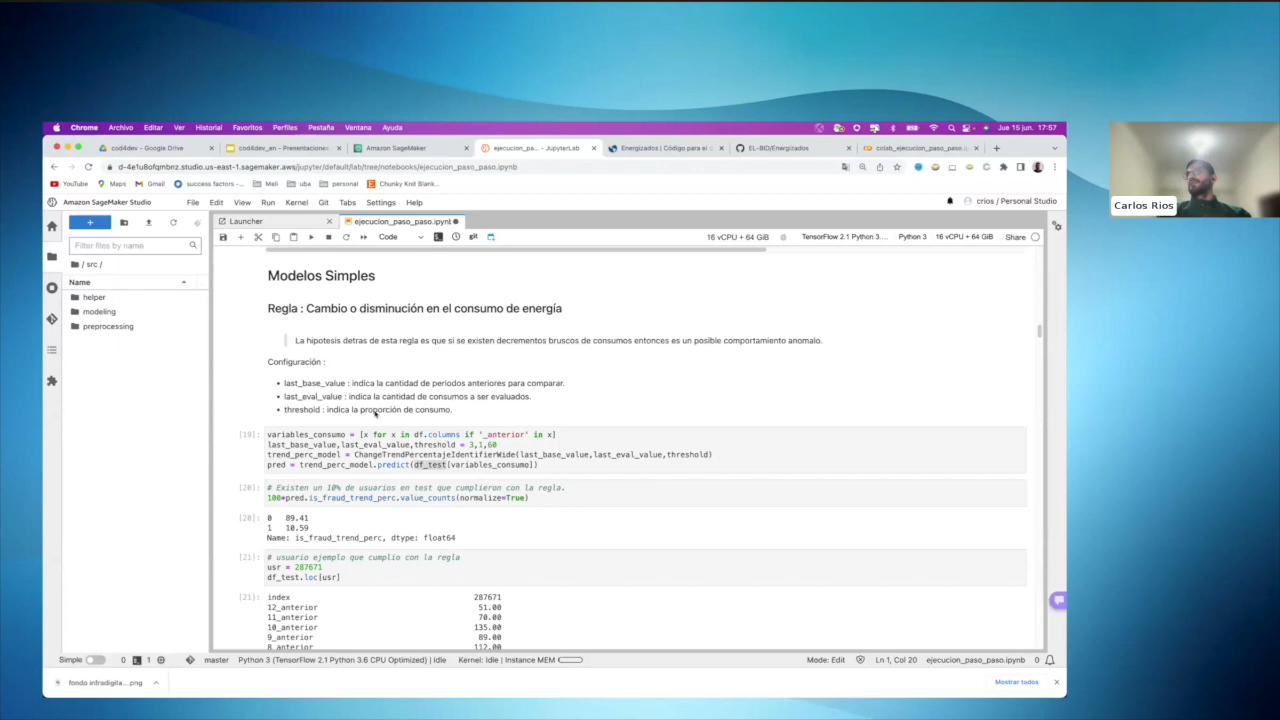 Chrome Archivo Editar Ver Historial Favoritos Perfiles Pestaña Ventana Ayuda
Jue 15 jun. 17:57
cod4dev - Google Drive
cod4dev_en - Presentaciones
Amazon SageMaker
ejecucion_pa... - JupyterLab
Energizados | Código para el d
EL-BID/Energizados
colab_ejecucion_paso_paso.i
d-4e1u8ofqmbnz.studio.us-east-1.sagemaker.aws/jupyter/default/lab/tree/notebooks/ejecucion_paso_paso.ipynb
YouTube Maps Gmail success factors - Meli uba personal Chunky Knit Blank...
Amazon SageMaker Studio File Edit View Run Kernel Git Tabs Settings Help
crios / Personal Studio
Launcher
ejecucion_paso_paso.ipynb
Filter files by name
Code
git
16 vCPU + 64 GiB
TensorFlow 2.1 Python 3....
Python 3
16 vCPU + 64 GiB
Share
/ src /
Name
helper
modeling
preprocessing
Modelos Simples
Regla : Cambio o disminución en el consumo de energía
La hipotesis detras de esta regla es que si se existen decrementos bruscos de consumos entonces es un posible comportamiento anomalo.
Configuración :
• last_base_value : indica la cantidad de periodos anteriores para comparar.
• last_eval_value : indica la cantidad de consumos a ser evaluados.
• threshold : indica la proporción de consumo.
[19]: variables_consumo = [x for x in df.columns if '_anterior' in x]
last_base_value,last_eval_value,threshold = 3,1,60
trend_perc_model = ChangeTrendPercentajeIdentifierWide(last_base_value,last_eval_value,threshold)
pred = trend_perc_model.predict(df_test[variables_consumo])
[20]: # Existen un 10% de usuarios en test que cumplieron con la regla.
100*pred.is_fraud_trend_perc.value_counts(normalize=True)
[20]: 0 89.41
1 10.59
Name: is_fraud_trend_perc, dtype: float64
[21]: # usuario ejemplo que cumplio con la regla
usr = 287671
df_test.loc[usr]
[21]: index 287671
12_anterior 51.00
11_anterior 70.00
10_anterior 135.00
9_anterior 89.00
8_anterior 112.00
Simple 0 1 master Python 3 (TensorFlow 2.1 Python 3.6 CPU Optimized) | Idle Kernel: Idle | Instance MEM
Mode: Edit Ln 1, Col 20 ejecucion_paso_paso.ipynb 0
fondo infradigita....png
Mostrar todos
Carlos Rios